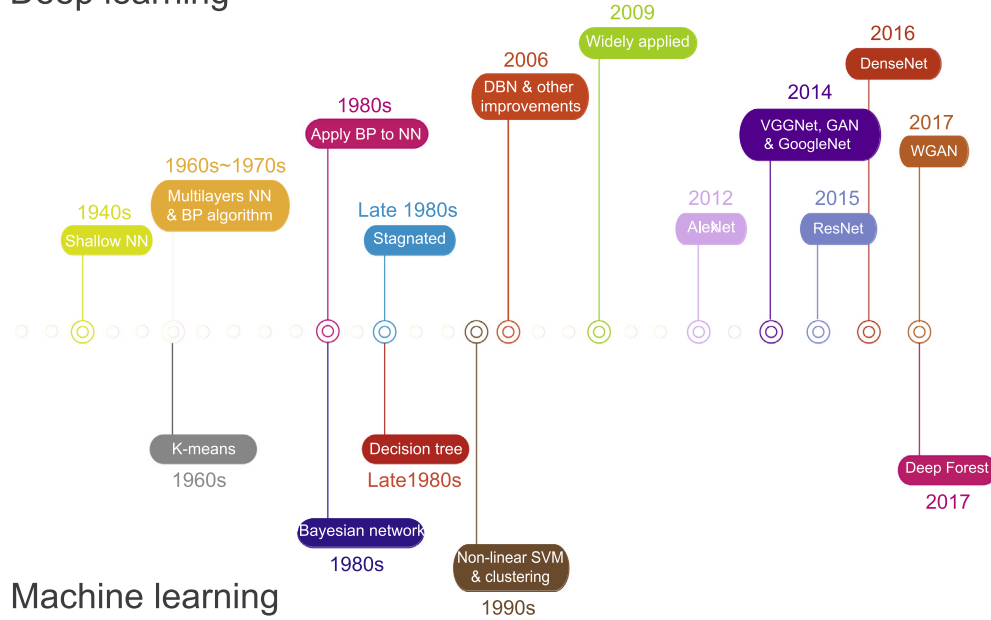 Deep learning
2009
Widely applied
2016
DenseNet
2006
DBN & other
improvements
2014
VGGNet, GAN
& GoogleNet
1980s
Apply BP to NN
2017
WGAN
1960s~1970s
Multilayers NN
& BP algorithm
1940s
Shallow NN
Late 1980s
Stagnated
2012
AleNet
2015
ResNet
K-means
1960s
Decision tree
Late1980s
Deep Forest
2017
Bayesian network
1980s
Non-linear SVM
& clustering
1990s
Machine learning